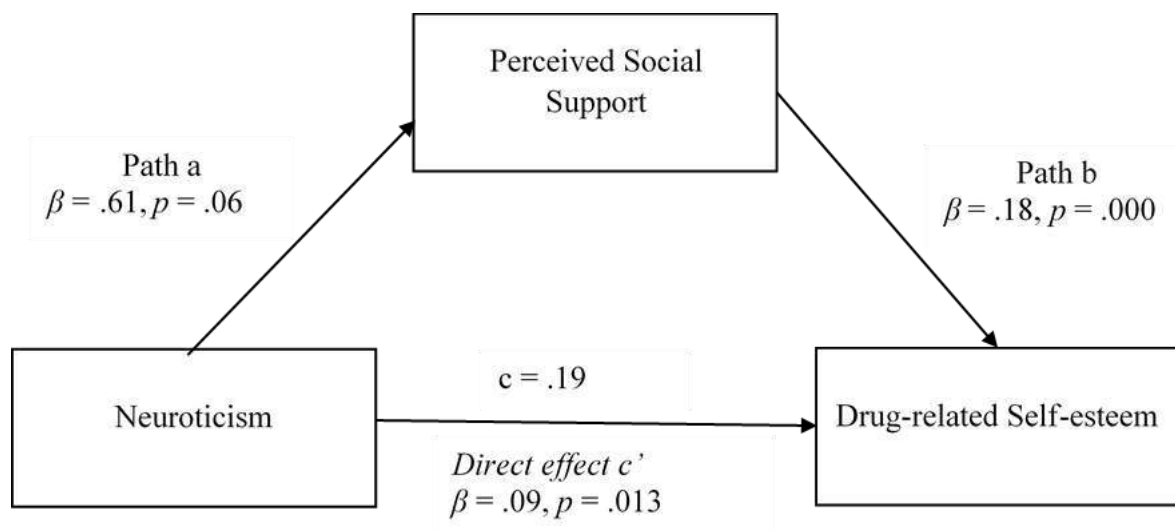 Perceived Social
Support
Path a
β = .61, p = .06
Path b
β = .18, p = .000
Neuroticism
c = .19
Direct effect c’
β = .09, p = .013
Drug-related Self-esteem